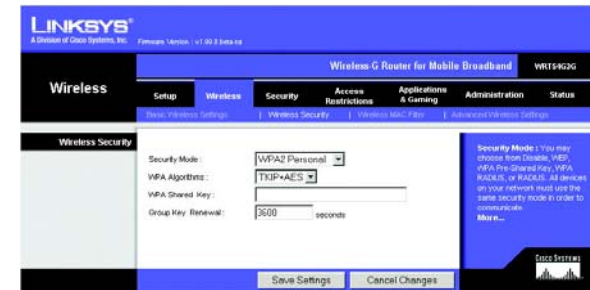 LINKSYS®
A Division of Cisco Systems, Inc.
Firmware Version : v1.00.3 beta
Wireless-G Router for Mobile Broadband WRT54G3G
Wireless
Setup Wireless Security Access Restrictions Applications & Gaming Administration Status
Basic Wireless Settings | Wireless Security | Wireless MAC Filter | Advanced Wireless Settings
Wireless Security
Security Mode : WPA2 Personal
WPA Algorithms : TKIP+AES
WPA Shared Key :
Group Key Renewal : 3600 seconds
Security Mode : You may
choose from Disable, WEP,
WPA Pre-Shared Key, WPA
RADIUS, or RADIUS. All devices
on your network must use the
same security mode in order to
communicate.
More...
CISCO SYSTEMS
Save Settings Cancel Changes